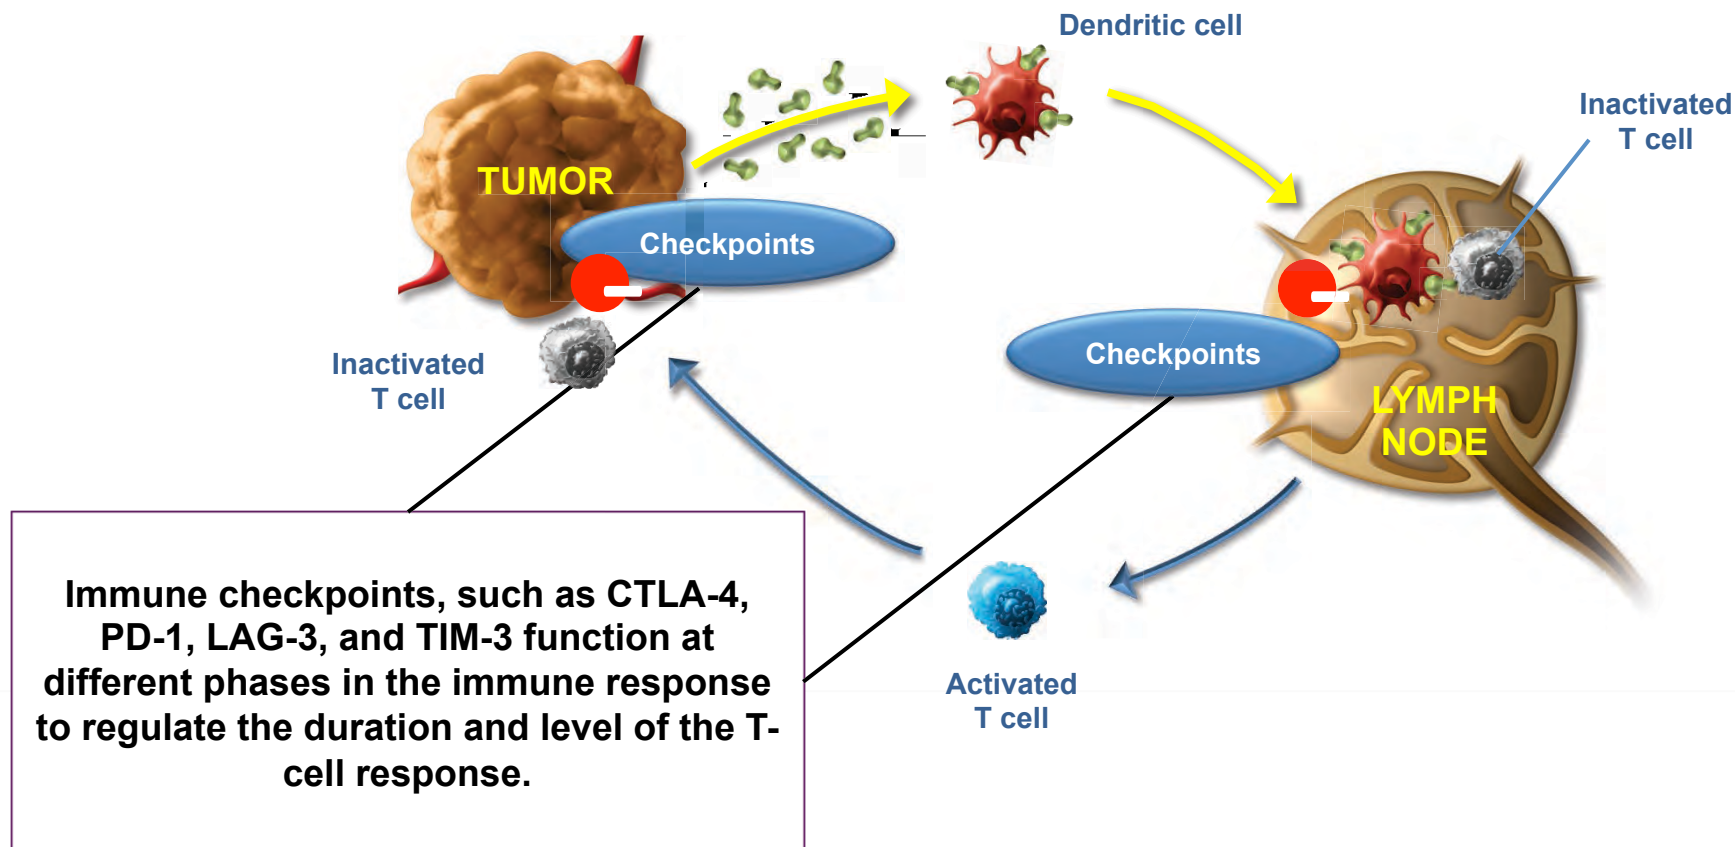 Dendritic cell
Inactivated
T cell
TUMOR
Checkpoints
Checkpoints
Inactivated
T cell
LYMPH
NODE
Activated
T cell
Immune checkpoints, such as CTLA-4,
PD-1, LAG-3, and TIM-3 function at
different phases in the immune response
to regulate the duration and level of the T-
cell response.